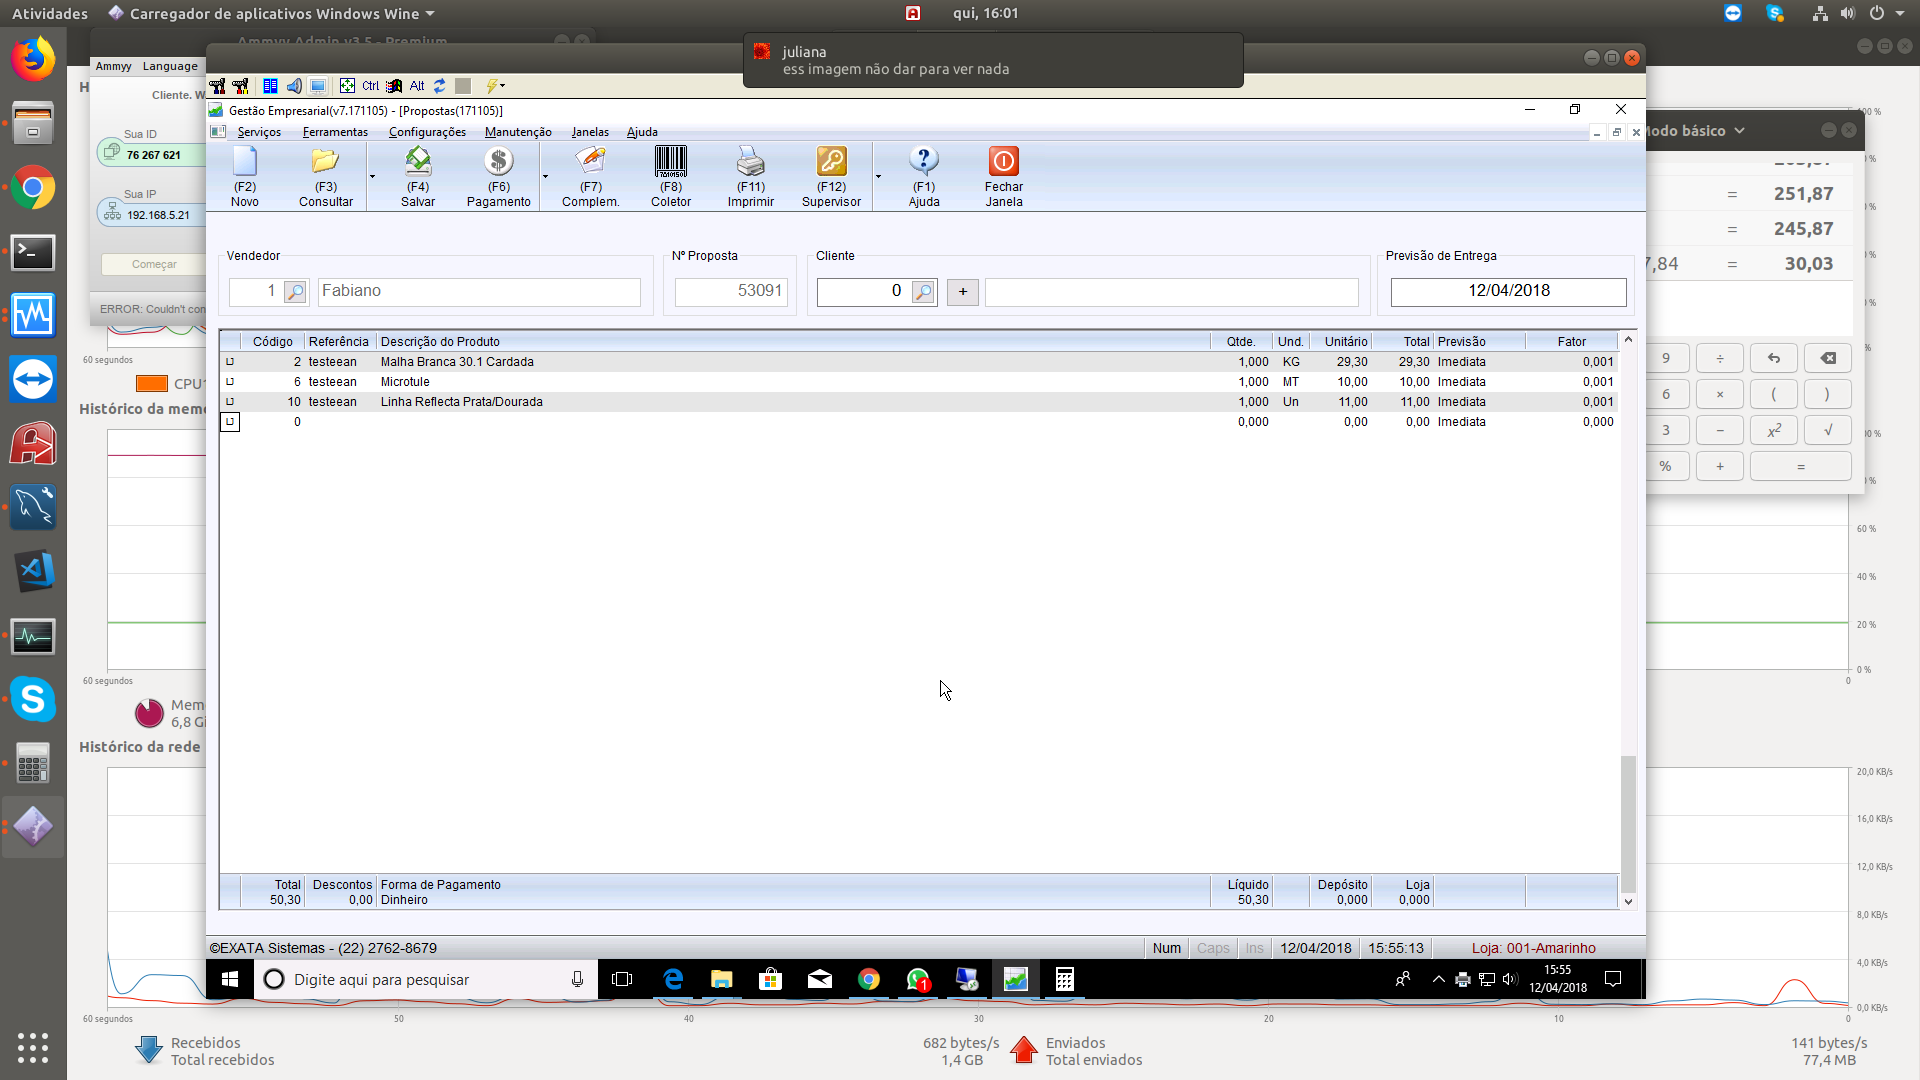 Atividades
Carregador de aplicativos Windows Wine
qui, 16:01
juliana
ess imagem não dar para ver nada
Ammyy Admin v3.5 - Premium
Ammyy Language
Sua ID
76 267 621
Sua IP
192.168.5.21
Começar
ERROR: Couldn't con
Ctrl
Alt
Gestão Empresarial(v7.171105) - [Propostas(171105)]
Serviços Ferramentas Configurações Manutenção Janelas Ajuda
(F2) Novo
(F3) Consultar
(F4) Salvar
(F6) Pagamento
(F7) Complem.
(F8) Coletor
(F11) Imprimir
(F12) Supervisor
(F1) Ajuda
Fechar Janela
Vendedor
1 Fabiano
Nº Proposta
53091
Cliente
0 +
Previsão de Entrega
12/04/2018
Código Referência Descrição do Produto Qtde. Und. Unitário Total Previsão Fator
2 testeean Malha Branca 30.1 Cardada 1,000 KG 29,30 29,30 Imediata 0,001
6 testeean Microtule 1,000 MT 10,00 10,00 Imediata 0,001
10 testeean Linha Reflecta Prata/Dourada 1,000 Un 11,00 11,00 Imediata 0,001
0 0,000 0,00 0,00 Imediata 0,000
Total Descontos Forma de Pagamento Líquido Depósito Loja
50,30 0,00 Dinheiro 50,30 0,000 0,000
©EXATA Sistemas - (22) 2762-8679
Num Caps Ins 12/04/2018 15:55:13 Loja: 001-Amarinho
Digite aqui para pesquisar
1
15:55
12/04/2018
Modo básico
= 251,87
= 245,87
7,84 = 30,03
9 ÷
6 × ( )
3 − x² √
% + =
60 segundos
CPU1
Histórico da memó
60 %
40 %
20 %
0 %
60 segundos
0
Mem
6,8 Gi
Histórico da rede
20,0 KB/s
16,0 KB/s
12,0 KB/s
8,0 KB/s
4,0 KB/s
0,0 KB/s
60 segundos 50 40 30 20 10 0
Recebidos 682 bytes/s
Total recebidos 1,4 GB
Enviados 141 bytes/s
Total enviados 77,4 MB